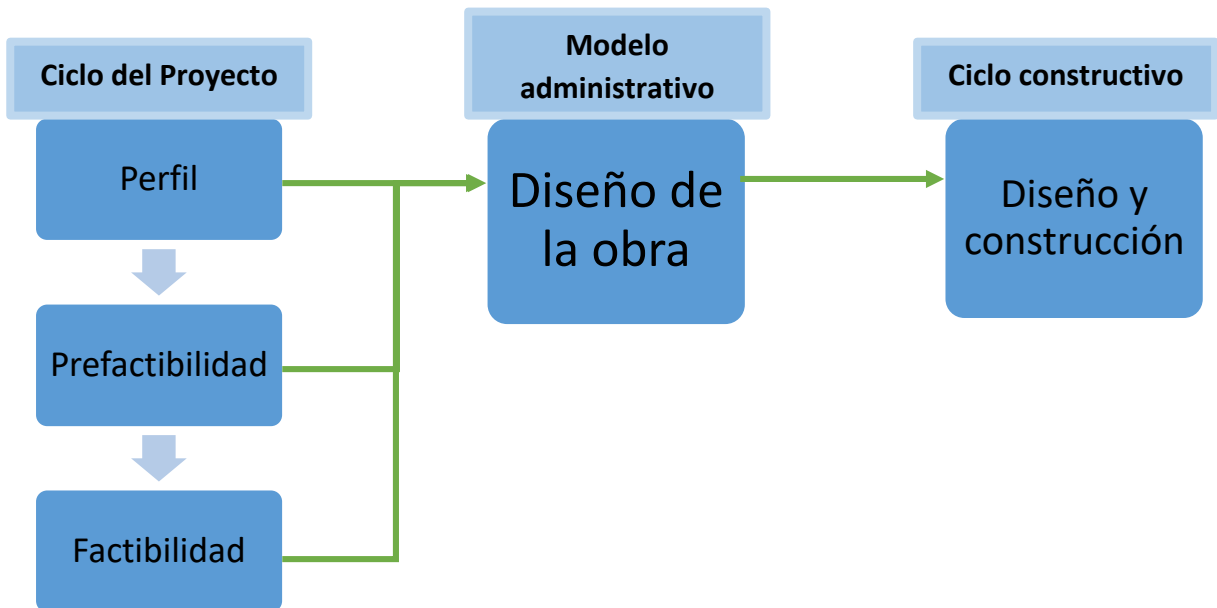 Ciclo del Proyecto
Perfil
Prefactibilidad
Factibilidad
Modelo
administrativo
Diseño de
la obra
Ciclo constructivo
Diseño y
construcción